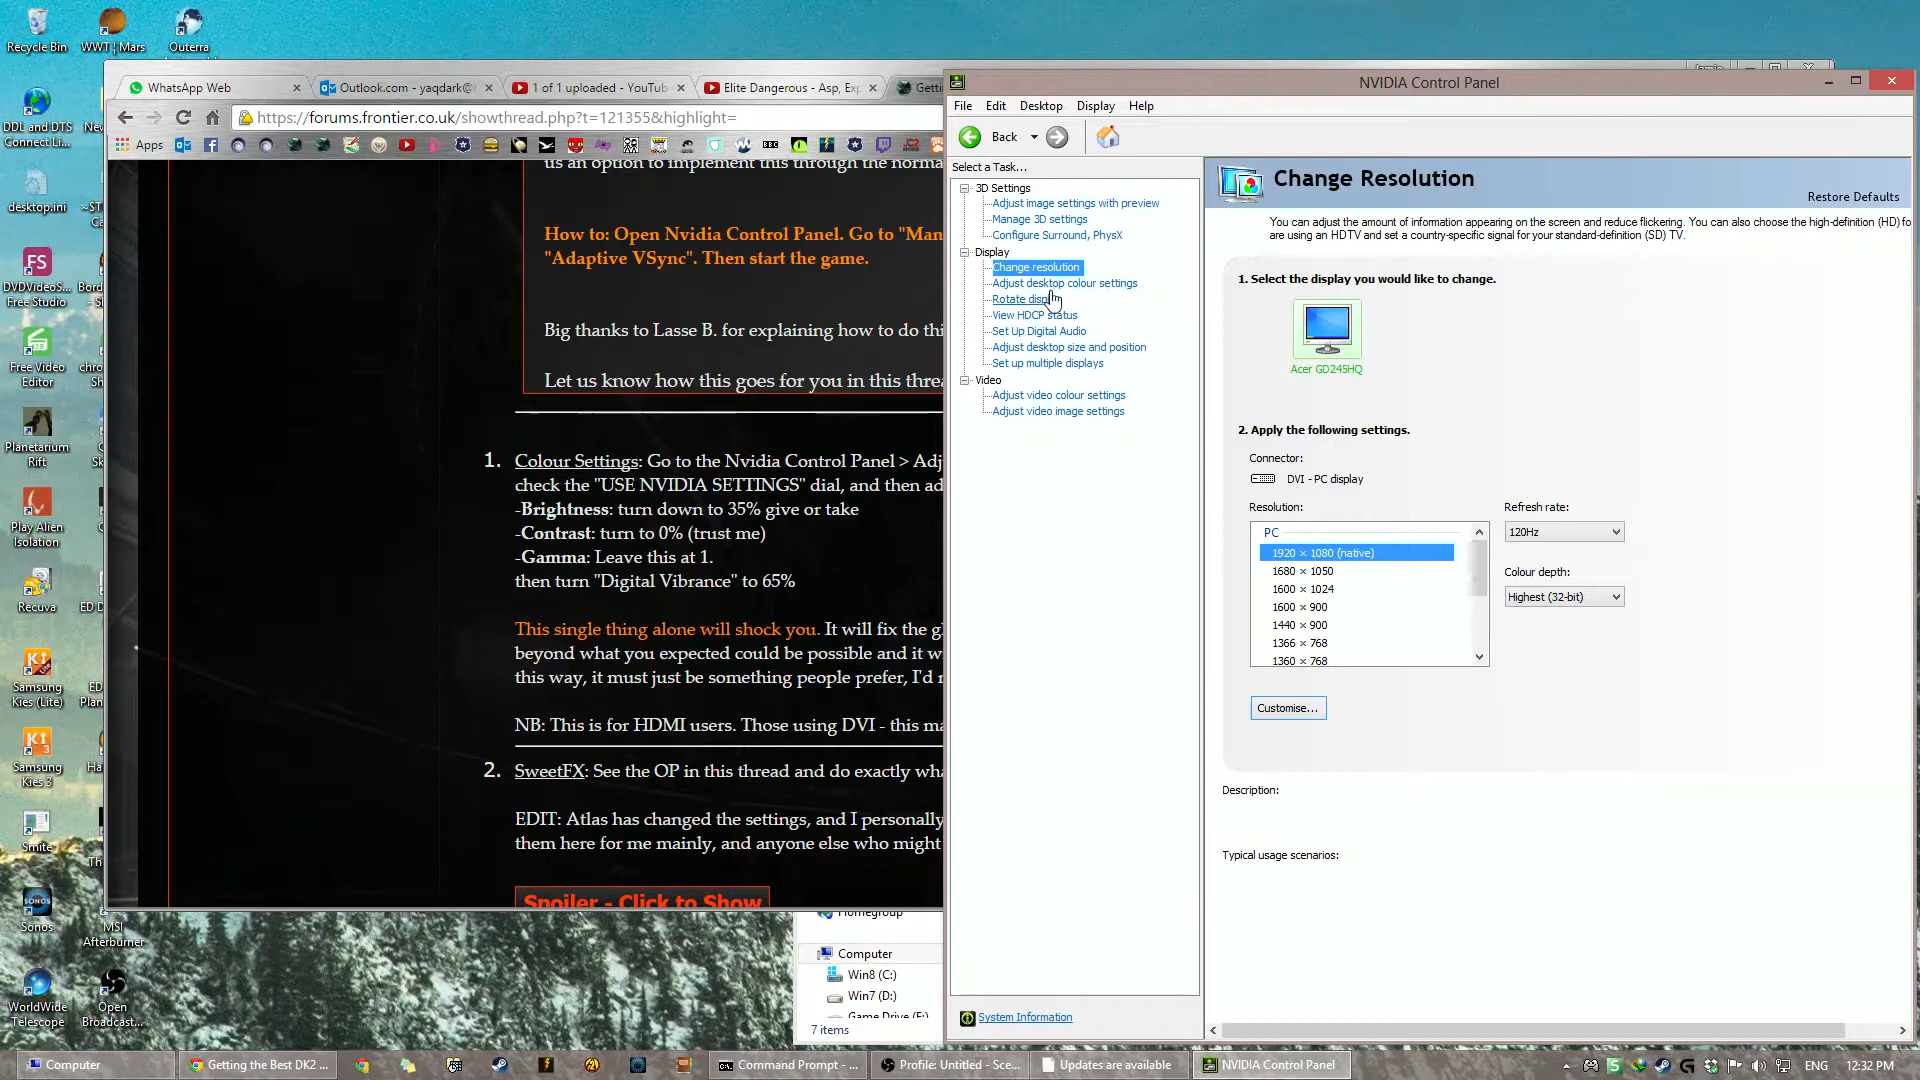 Recycle Bin
WWT ¦ Mars
Outerra
DDL and DTS
Connect Li...
desktop.ini
DVDVideoS...
Free Studio
Free Video
Editor
Planetarium
Rift
Play Alien
Isolation
Recuva
Samsung
Kies (Lite)
Samsung
Kies 3
Smite
Sonos
MSI
Afterburner
WorldWide
Telescope
Open
Broadcast...
WhatsApp Web
Outlook.com - yaqdark@
1 of 1 uploaded - YouTub
Elite Dangerous - Asp, Exp
Getti
https://forums.frontier.co.uk/showthread.php?t=121355&highlight=
Apps
us an option to implement this through the norma
How to: Open Nvidia Control Panel. Go to "Man
"Adaptive VSync". Then start the game.
Big thanks to Lasse B. for explaining how to do thi
Let us know how this goes for you in this threa
1. Colour Settings: Go to the Nvidia Control Panel > Adj
check the "USE NVIDIA SETTINGS" dial, and then ad
-Brightness: turn down to 35% give or take
-Contrast: turn to 0% (trust me)
-Gamma: Leave this at 1.
then turn "Digital Vibrance" to 65%
This single thing alone will shock you. It will fix the gl
beyond what you expected could be possible and it w
this way, it must just be something people prefer, I'd r
NB: This is for HDMI users. Those using DVI - this ma
2. SweetFX: See the OP in this thread and do exactly wha
EDIT: Atlas has changed the settings, and I personally
them here for me mainly, and anyone else who might
Spoiler - Click to Show
Homegroup
Computer
Win8 (C:)
Win7 (D:)
Game Drive (E:)
7 items
NVIDIA Control Panel
File Edit Desktop Display Help
Back
Select a Task...
3D Settings
Adjust image settings with preview
Manage 3D settings
Configure Surround, PhysX
Display
Change resolution
Adjust desktop colour settings
Rotate display
View HDCP status
Set Up Digital Audio
Adjust desktop size and position
Set up multiple displays
Video
Adjust video colour settings
Adjust video image settings
System Information
Change Resolution
Restore Defaults
You can adjust the amount of information appearing on the screen and reduce flickering. You can also choose the high-definition (HD) fo
are using an HDTV and set a country-specific signal for your standard-definition (SD) TV.
1. Select the display you would like to change.
Acer GD245HQ
2. Apply the following settings.
Connector:
DVI - PC display
Resolution:
PC
1920 × 1080 (native)
1680 × 1050
1600 × 1024
1600 × 900
1440 × 900
1366 × 768
1360 × 768
Refresh rate:
120Hz
Colour depth:
Highest (32-bit)
Customise...
Description:
Typical usage scenarios:
Computer
Getting the Best DK2 ...
Command Prompt - ...
Profile: Untitled - Sce...
Updates are available
NVIDIA Control Panel
ENG
12:32 PM